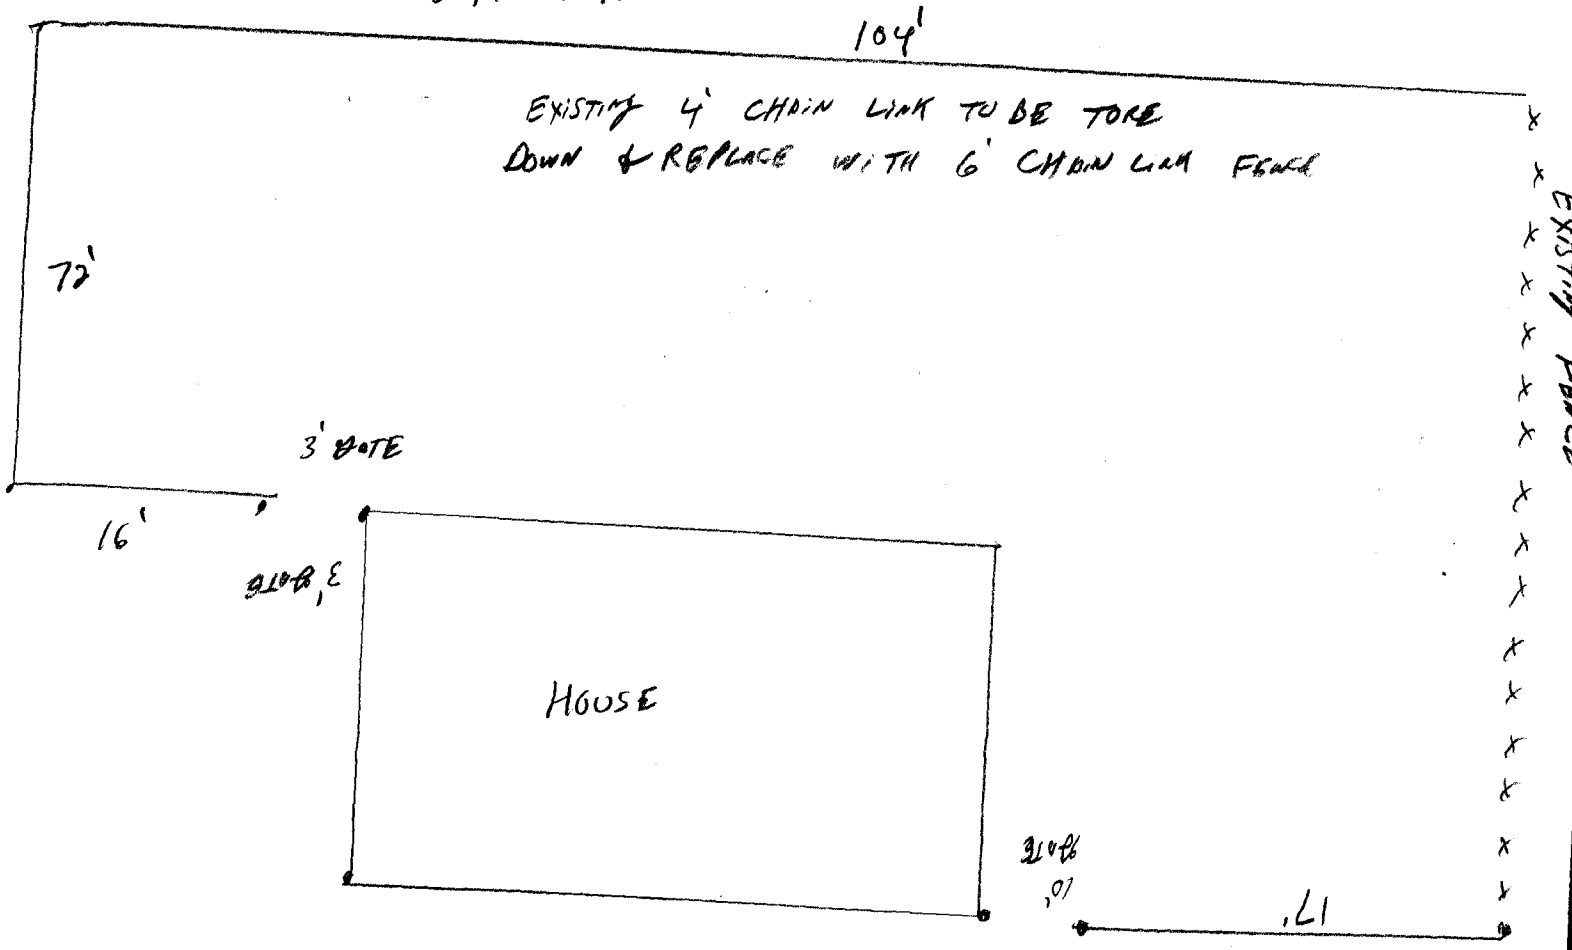 104'
EXISTING 4' CHAIN LINK TO BE TORE
DOWN & REPLACE WITH 6' CHAIN LINK FENCE
EXISTING FENCE
72'
3' GATE
16'
3' GATE
HOUSE
10' GATE
17'